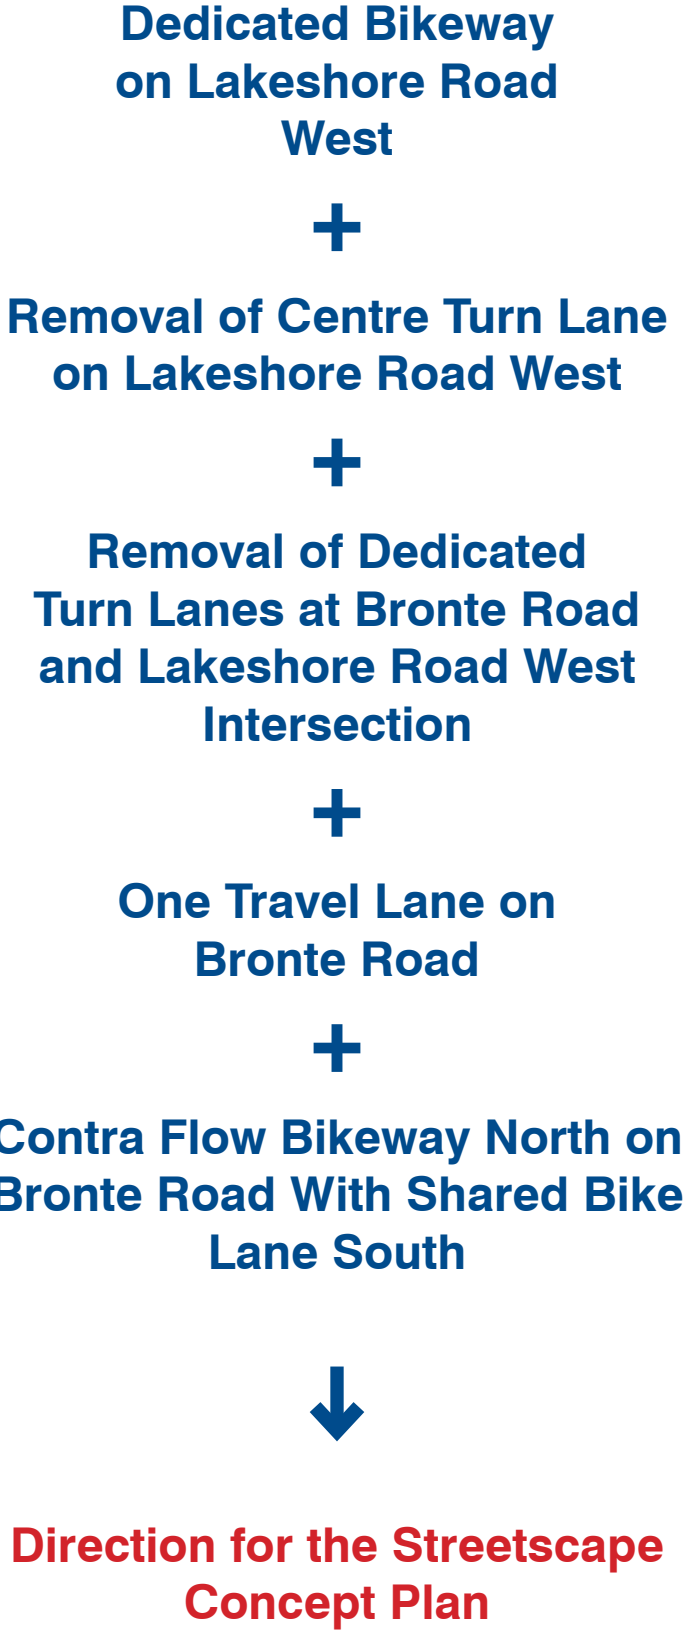 Dedicated Bikeway
on Lakeshore Road
West
+
Removal of Centre Turn Lane
on Lakeshore Road West
+
Removal of Dedicated
Turn Lanes at Bronte Road
and Lakeshore Road West
Intersection
+
One Travel Lane on
Bronte Road
+
Contra Flow Bikeway North on
Bronte Road With Shared Bike
Lane South
↓
Direction for the Streetscape
Concept Plan